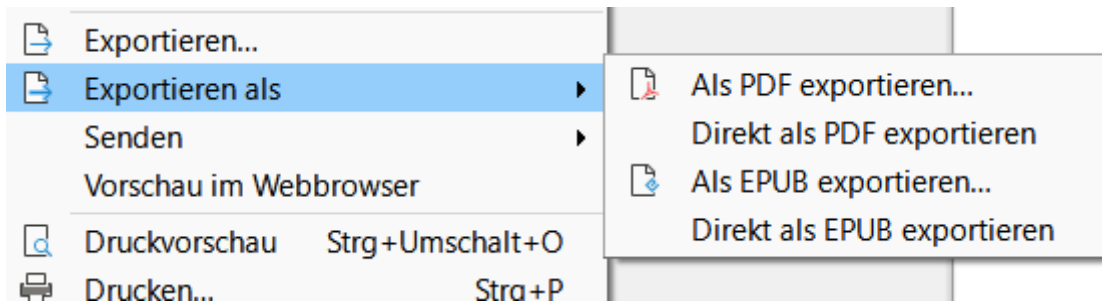 Exportieren...
Exportieren als
Senden
Vorschau im Webbrowser
Druckvorschau Strg+Umschalt+O
Drucken... Strg+P
Als PDF exportieren...
Direkt als PDF exportieren
Als EPUB exportieren...
Direkt als EPUB exportieren